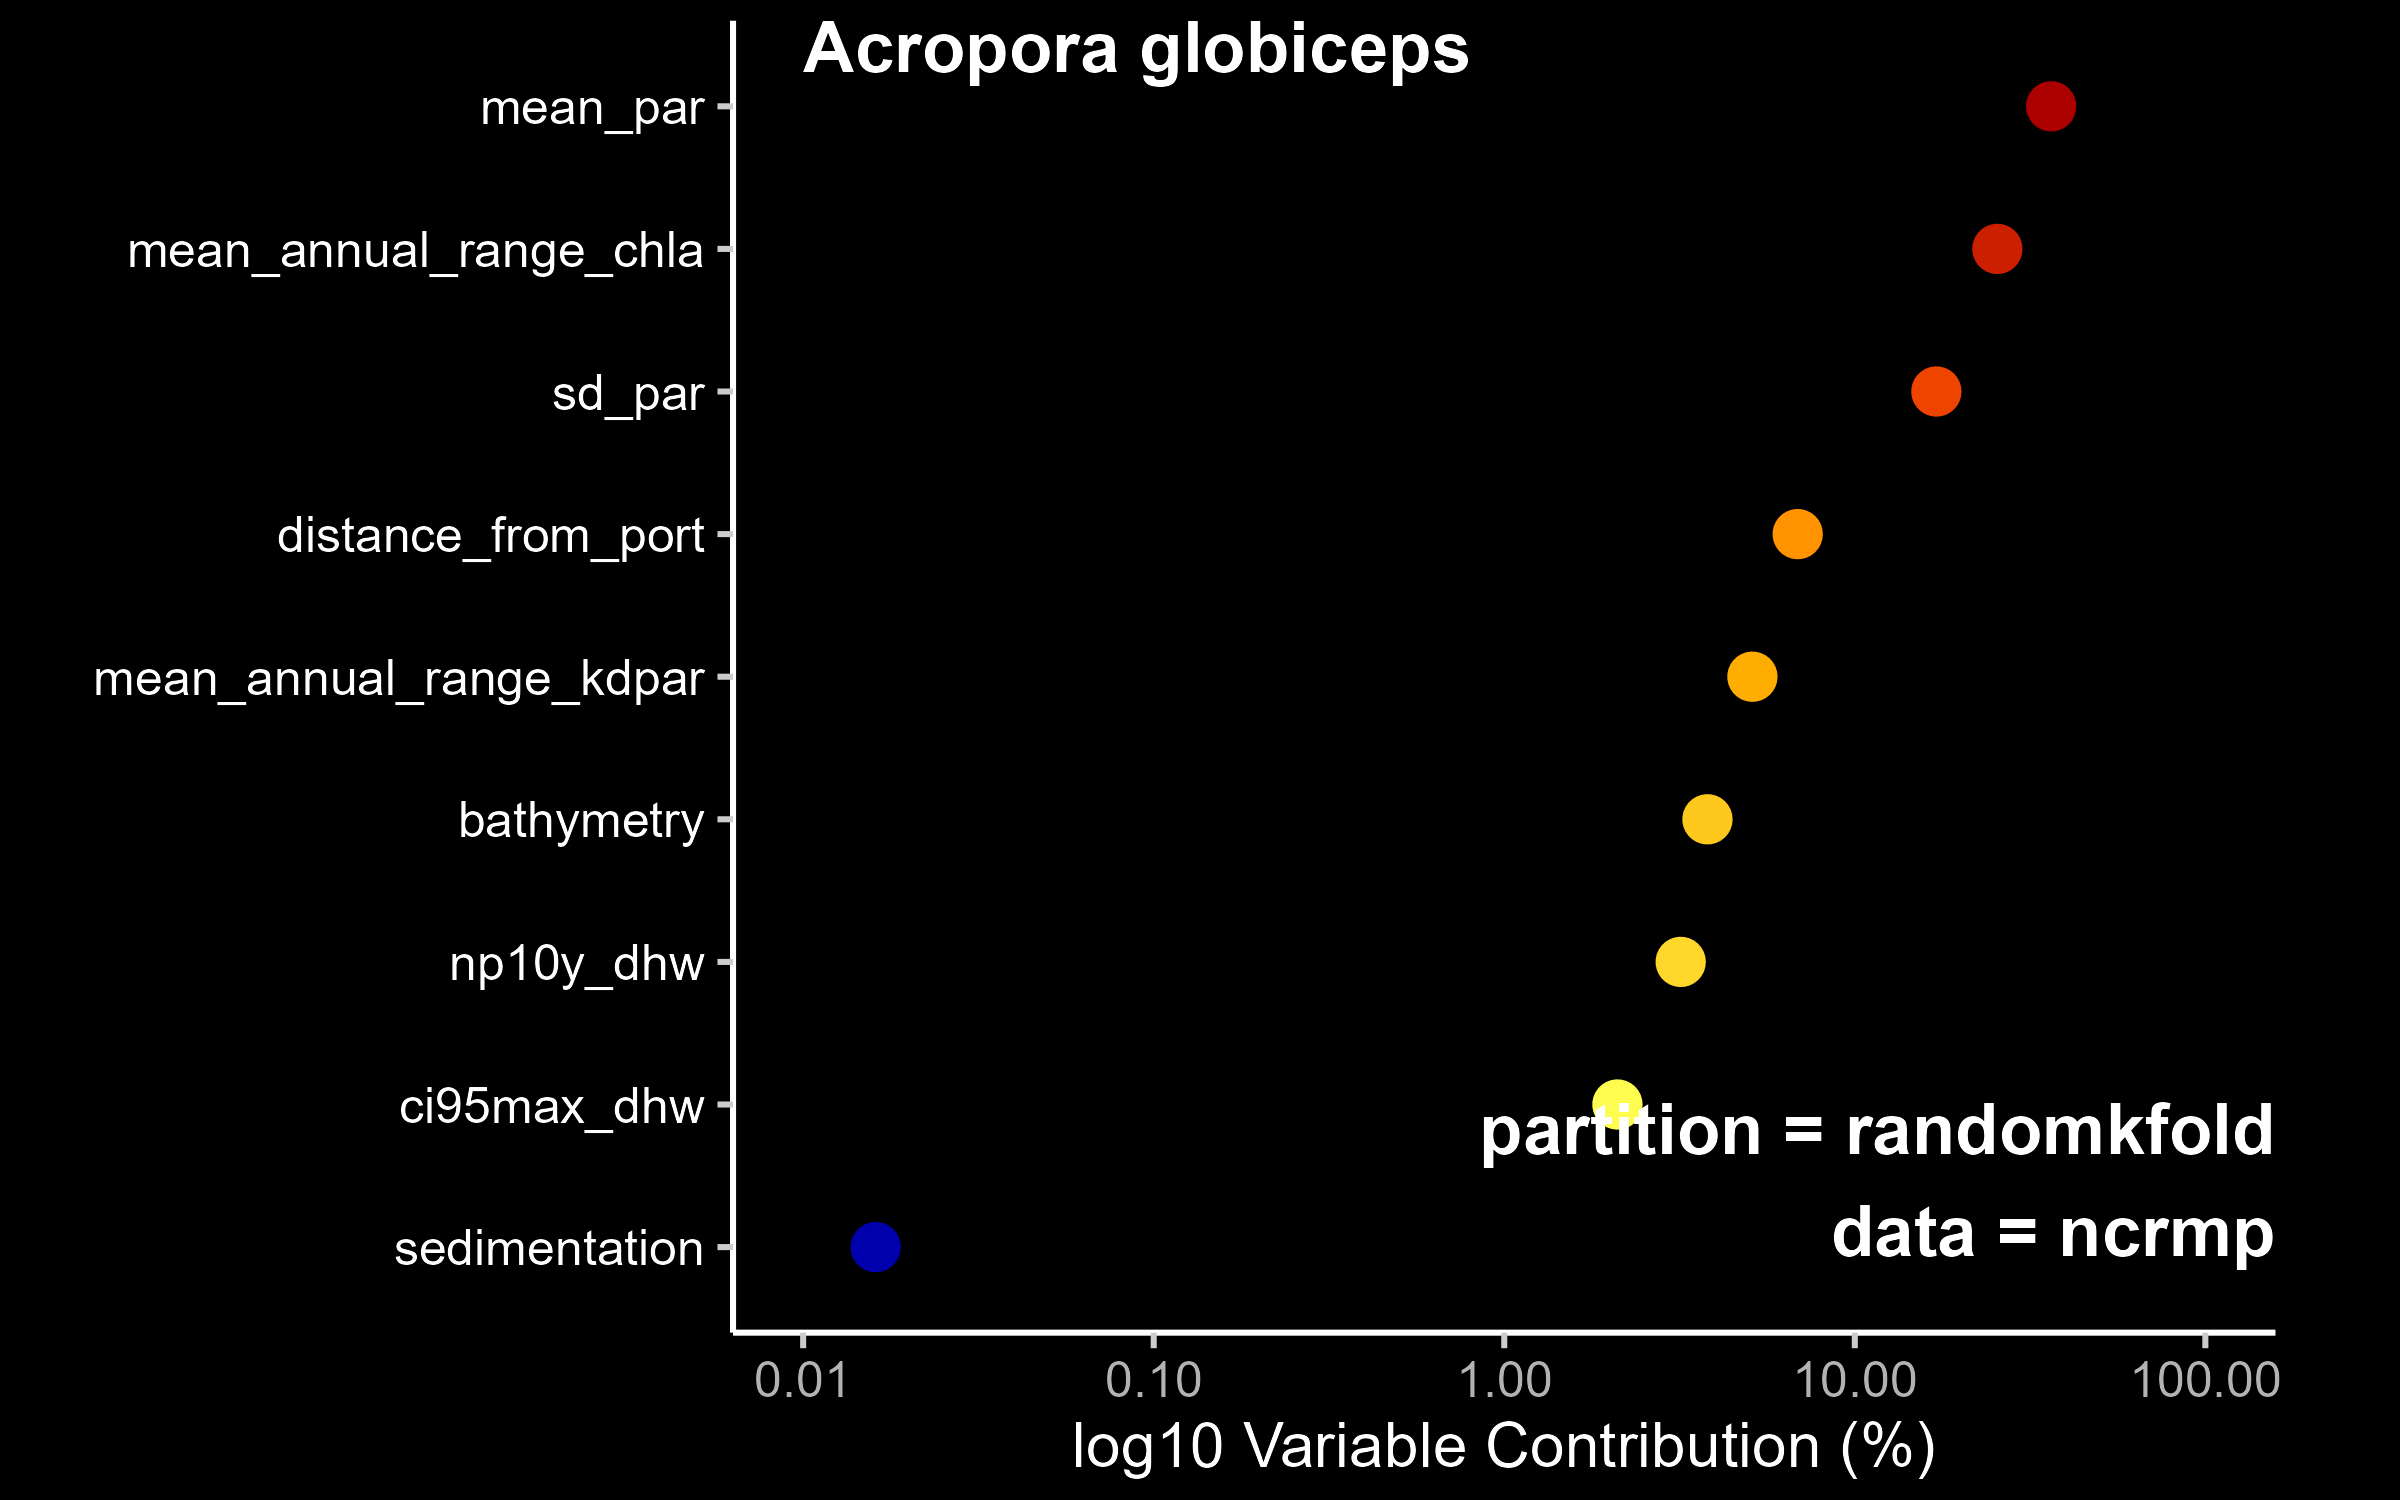 Acropora globiceps
mean_par
mean_annual_range_chla
sd_par
distance_from_port
mean_annual_range_kdpar
bathymetry
np10y_dhw
ci95max_dhw
partition = randomkfold
data = ncrmp
sedimentation
0.01 0.10 1.00 10.00 100.00
log10 Variable Contribution (%)